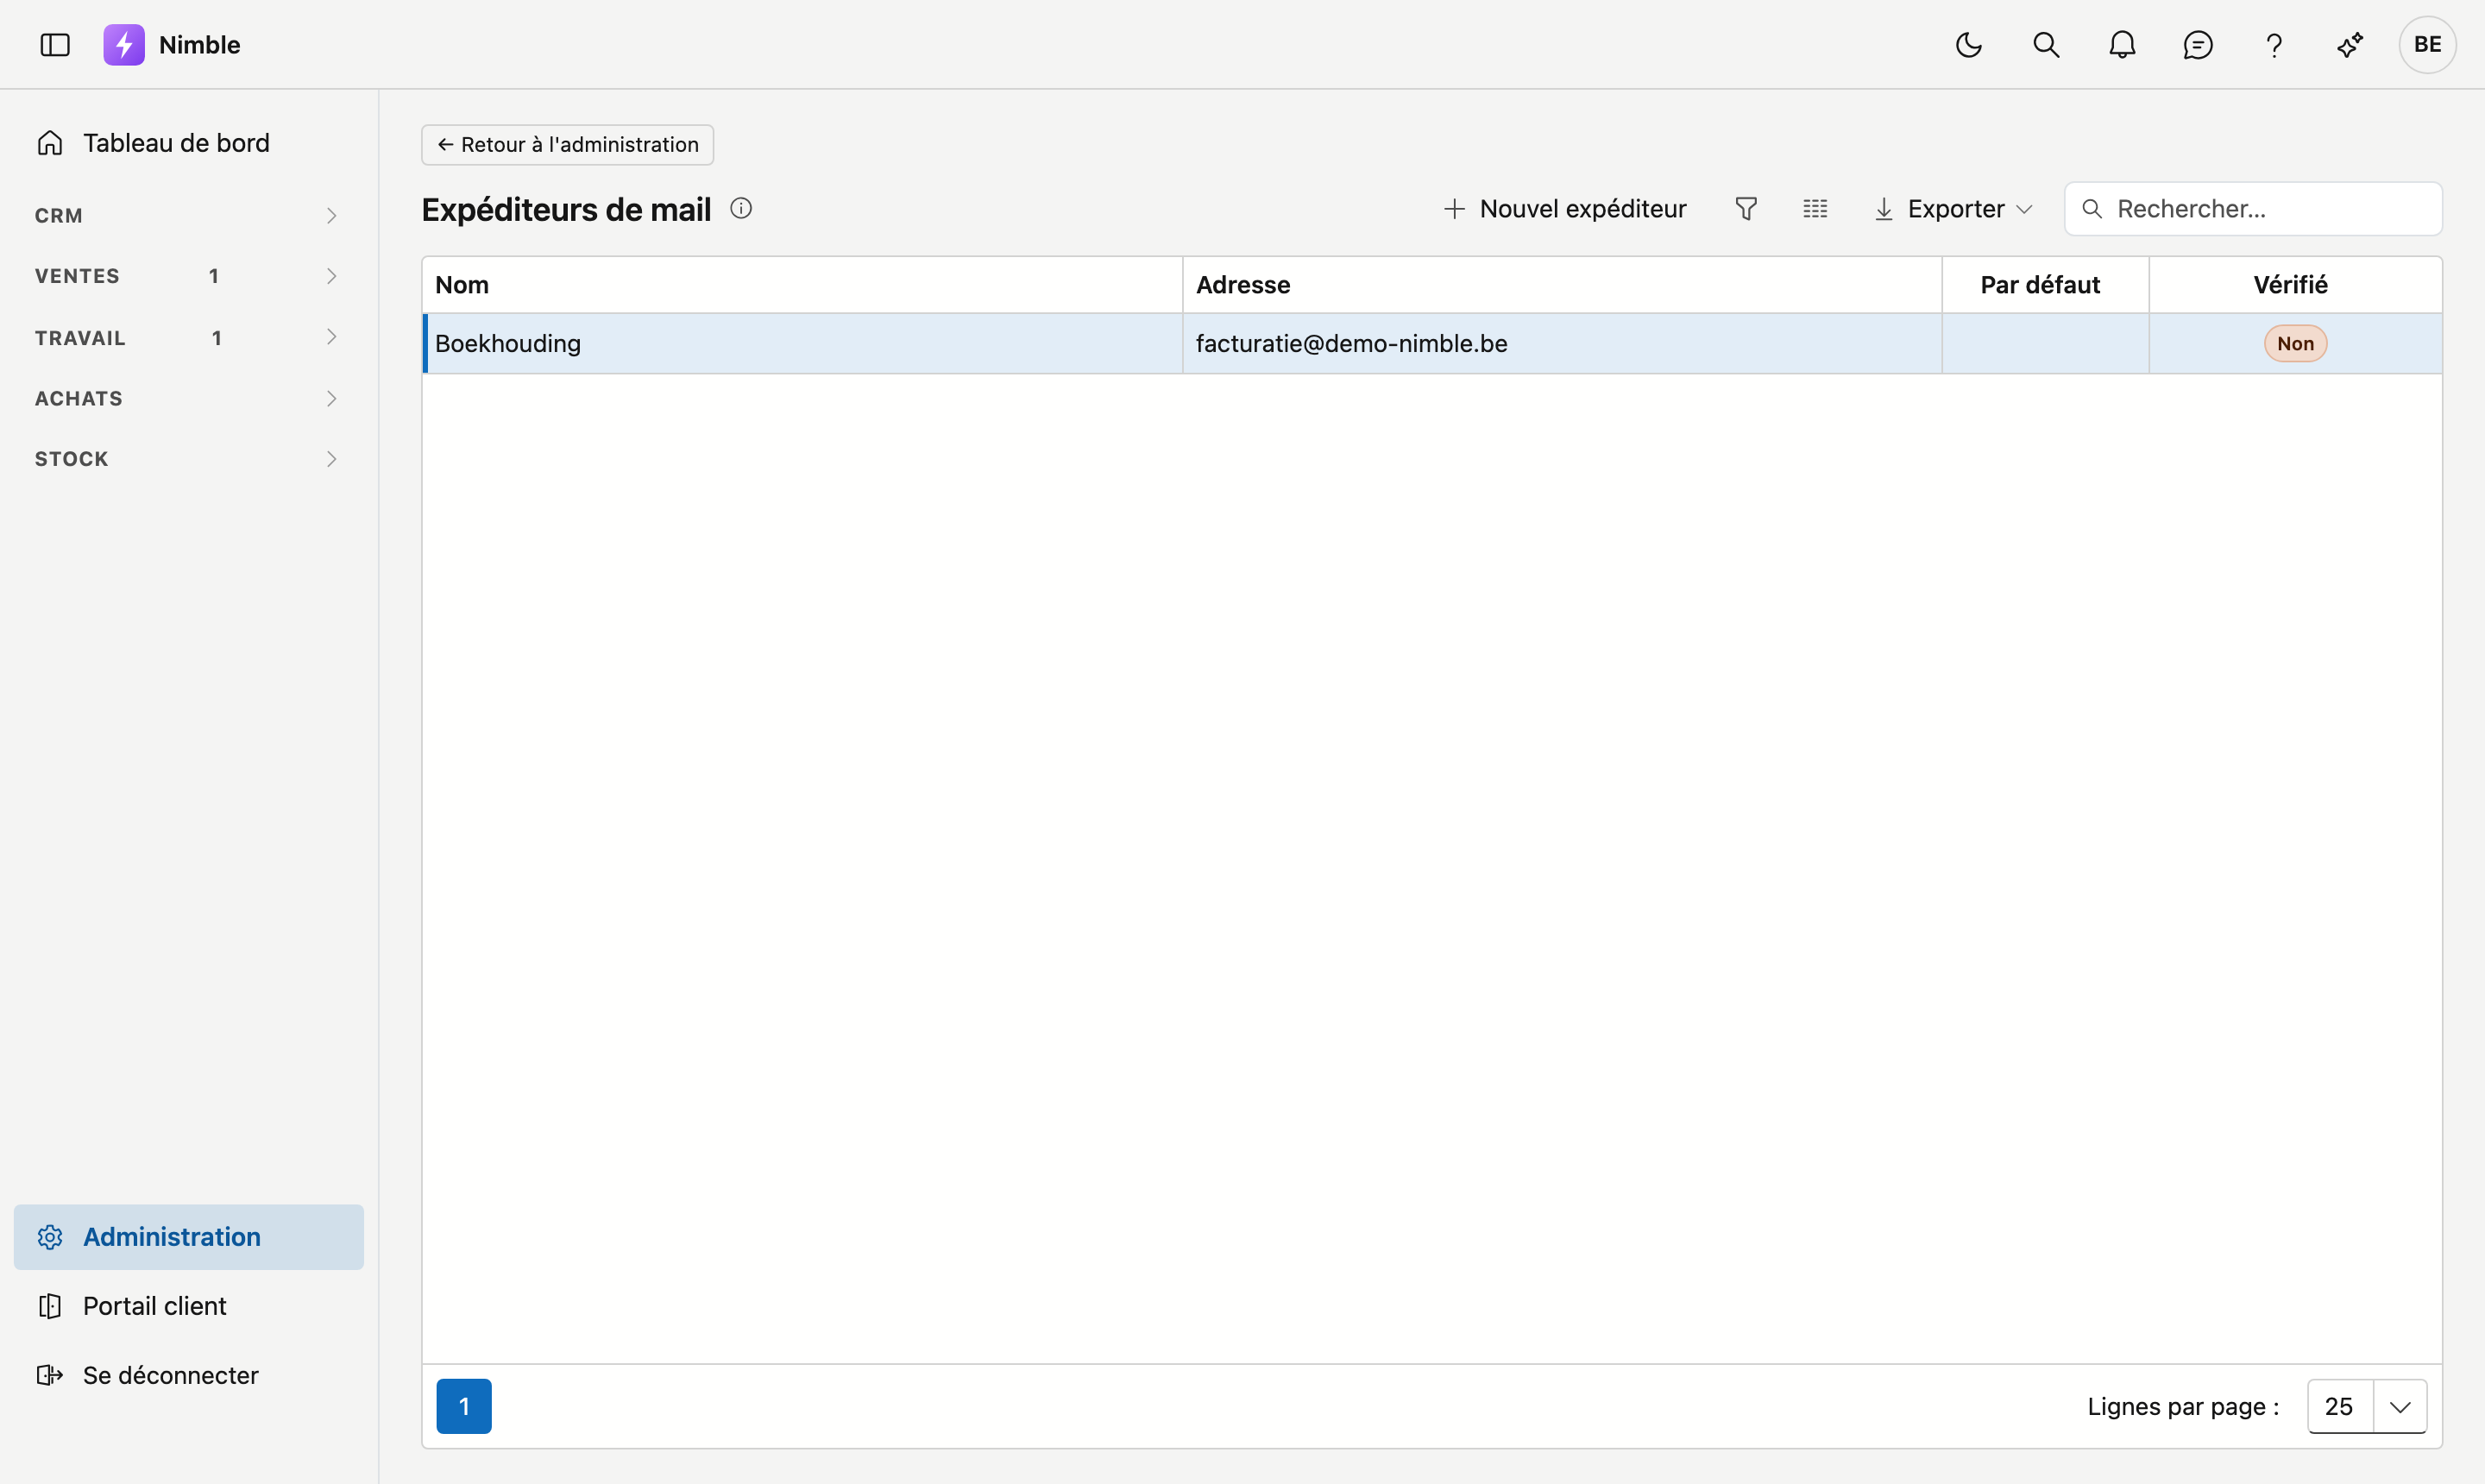 Nimble
BE
Tableau de bord
CRM
VENTES 1
TRAVAIL 1
ACHATS
STOCK
Administration
Portail client
Se déconnecter
← Retour à l'administration
Expéditeurs de mail
Nouvel expéditeur
Exporter
Rechercher...
Nom Adresse Par défaut Vérifié
Boekhouding facturatie@demo-nimble.be Non
1
Lignes par page : 25